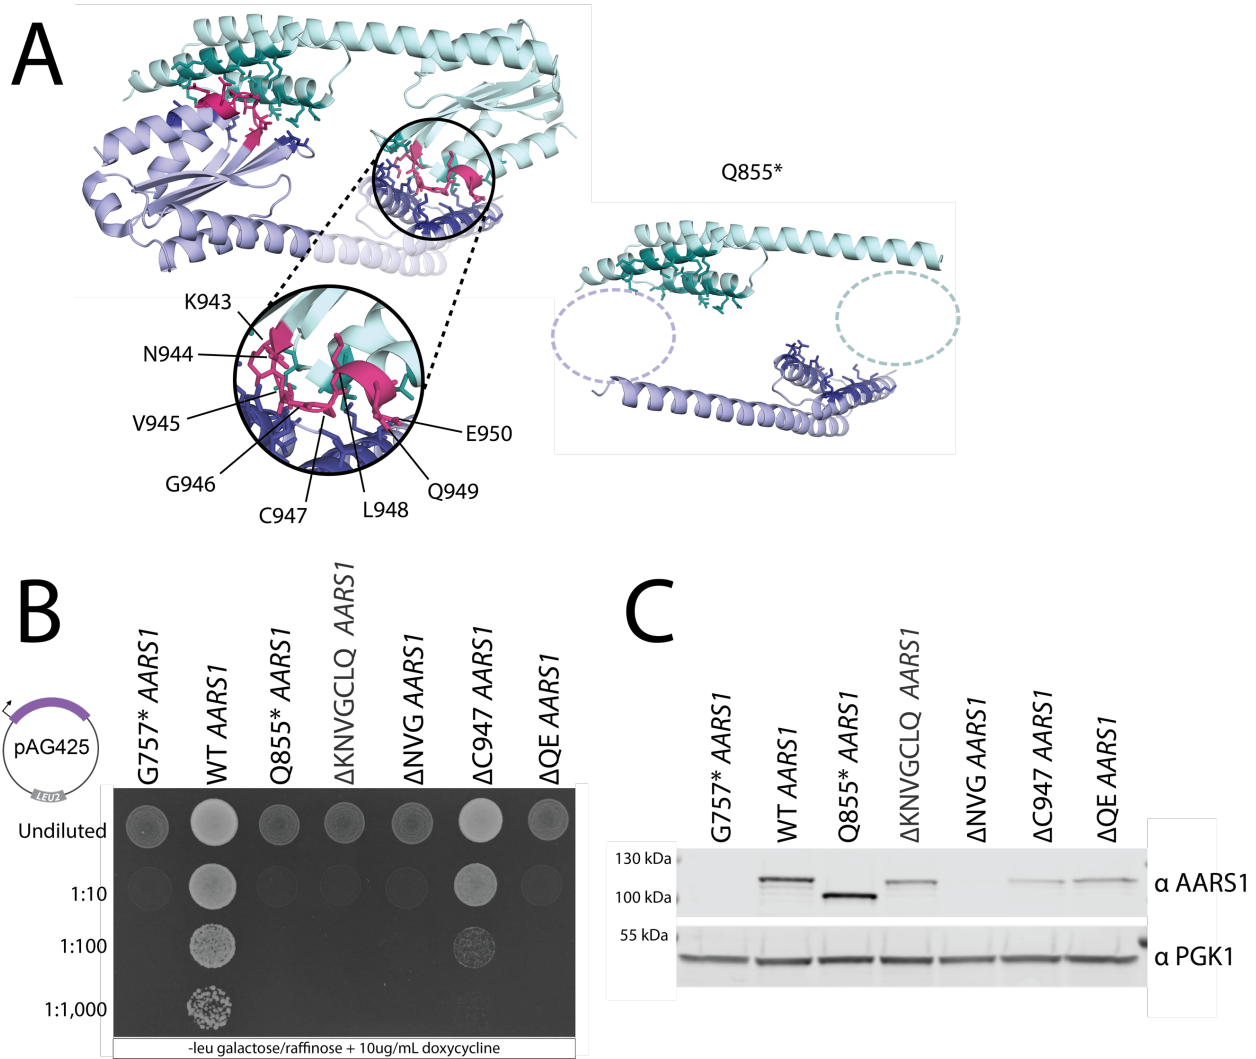 A
Q855*
K943
N944
V945
G946
C947
L948
Q949
E950
B
G757* AARS1
WT AARS1
Q855* AARS1
ΔKNVGCLQ AARS1
ΔNVG AARS1
ΔC947 AARS1
ΔQE AARS1
pAG425
LEU2
Undiluted
1:10
1:100
1:1,000
-leu galactose/raffinose + 10ug/mL doxycycline
C
G757* AARS1
WT AARS1
Q855* AARS1
ΔKNVGCLQ AARS1
ΔNVG AARS1
ΔC947 AARS1
ΔQE AARS1
130 kDa
100 kDa
55 kDa
α AARS1
α PGK1